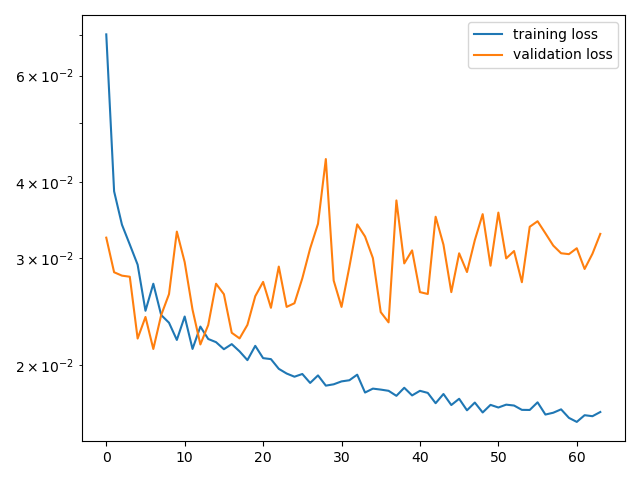 training loss
validation loss
6 × 10⁻²
4 × 10⁻²
3 × 10⁻²
2 × 10⁻²
0 10 20 30 40 50 60